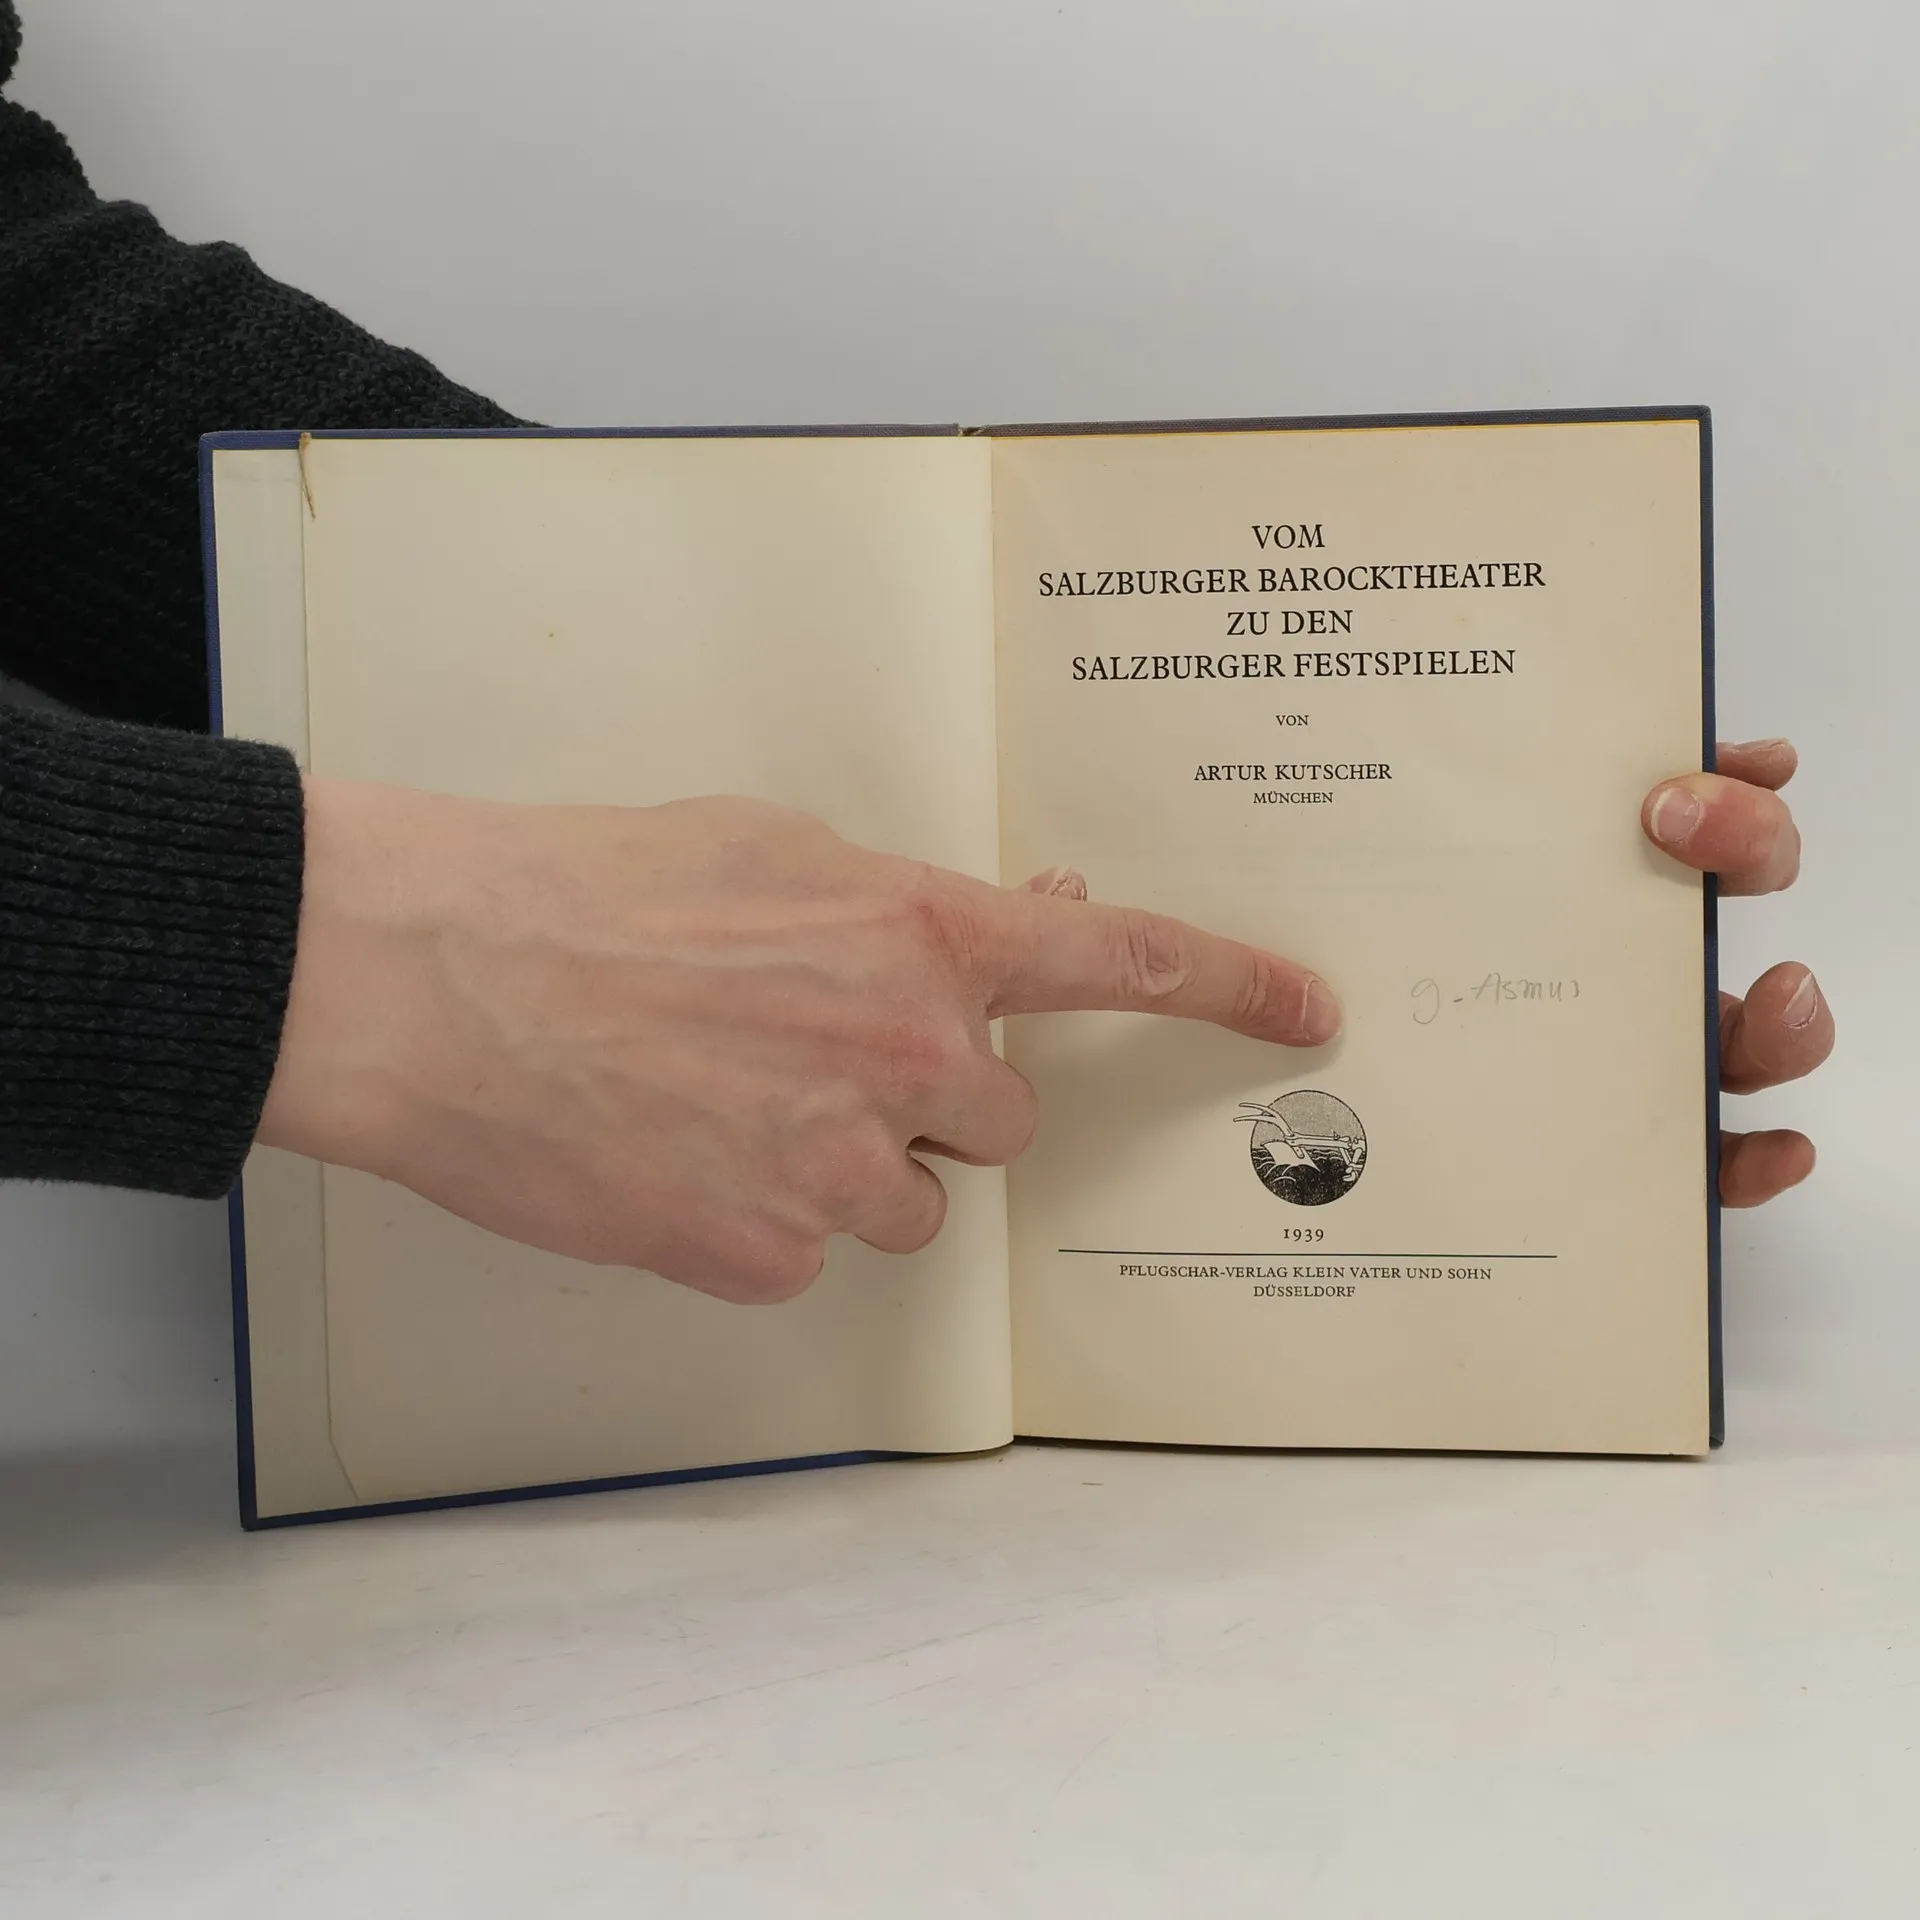 VOM
SALZBURGER BAROCKTHEATER
ZU DEN
SALZBURGER FESTSPIELEN
VON
ARTUR KUTSCHER
MÜNCHEN
g. Asmus
1939
PFLUGSCHAR-VERLAG KLEIN VATER UND SOHN
DÜSSELDORF